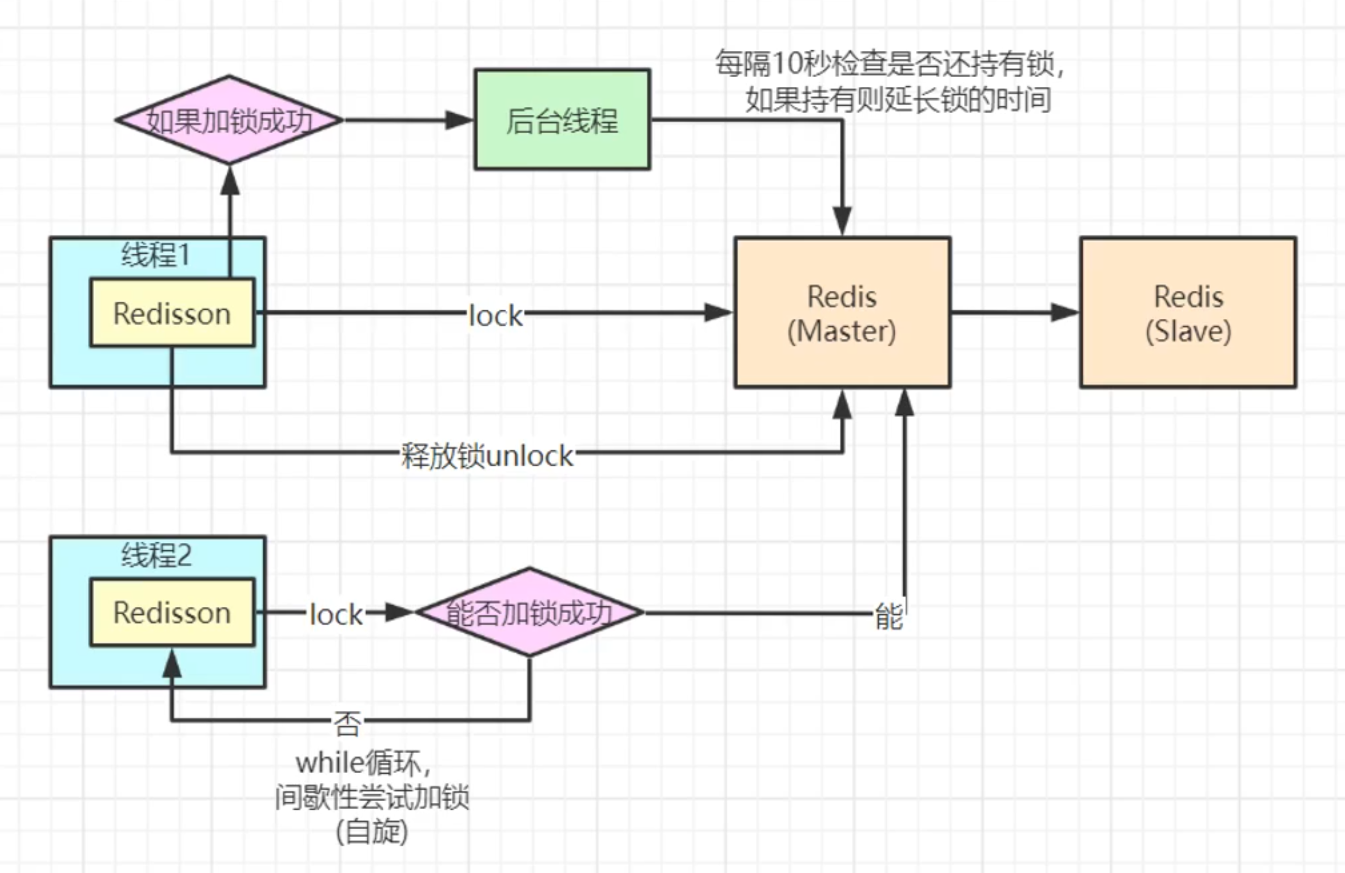 每隔10秒检查是否还持有锁，
如果持有则延长锁的时间
如果加锁成功
后台线程
线程1
Redisson
lock
Redis
(Master)
Redis
(Slave)
释放锁unlock
线程2
Redisson
lock
能否加锁成功
能
否
while循环，
间歇性尝试加锁
(自旋)